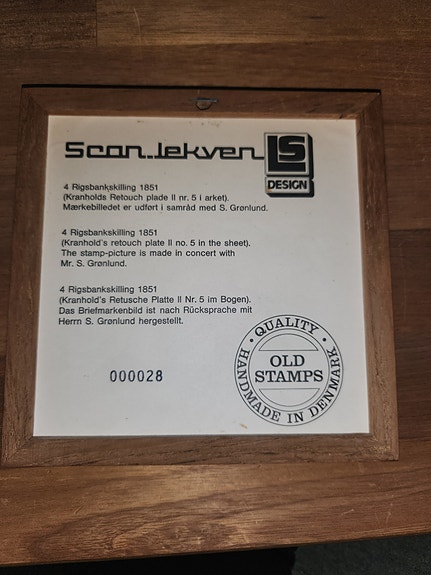 Scan-lekven LS
DESIGN
4 Rigsbankskilling 1851
(Kranholds Retouch plade II nr. 5 i arket).
Mærkebilledet er udført i samråd med S. Grønlund.
4 Rigsbankskilling 1851
(Kranhold's retouch plate II no. 5 in the sheet).
The stamp-picture is made in concert with
Mr. S. Grønlund.
4 Rigsbankskilling 1851
(Kranhold's Retusche Platte II Nr. 5 im Bogen).
Das Briefmarkenbild ist nach Rücksprache mit
Herrn S. Grønlund hergestellt.
000028
· QUALITY ·
OLD
STAMPS
HANDMADE IN DENMARK